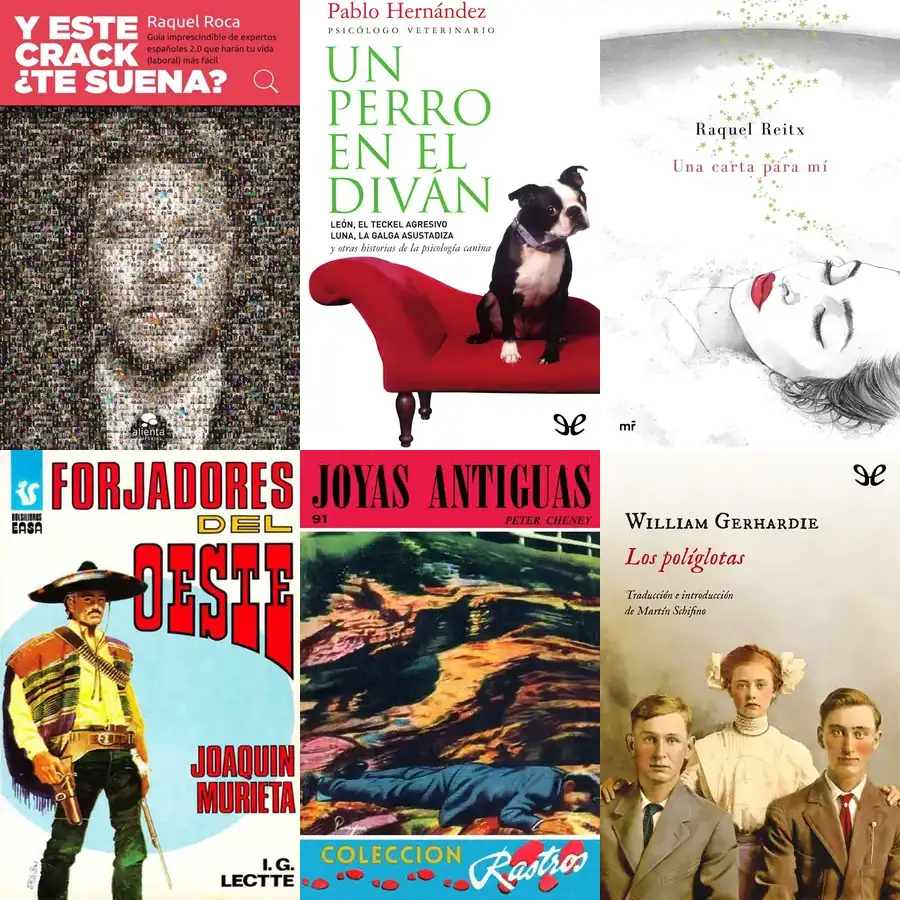 Y ESTE
CRACK
¿TE SUENA?
Raquel Roca
Guía imprescindible de expertos
españoles 2.0 que harán tu vida
(laboral) más fácil
alienta
Pablo Hernández
PSICÓLOGO VETERINARIO
UN
PERRO
EN EL
DIVÁN
LEÓN, EL TECKEL AGRESIVO
LUNA, LA GALGA ASUSTADIZA
y otras historias de la psicología canina
Raquel Reitx
Una carta para mí
mr
BOLSILIBROS
EASA
FORJADORES
DEL
OESTE
JOAQUIN
MURIETA
I. G.
LECTTE
JOYAS ANTIGUAS
91
PETER CHENEY
COLECCION
Rastros
WILLIAM GERHARDIE
Los políglotas
Traducción e introducción
de Martín Schifino